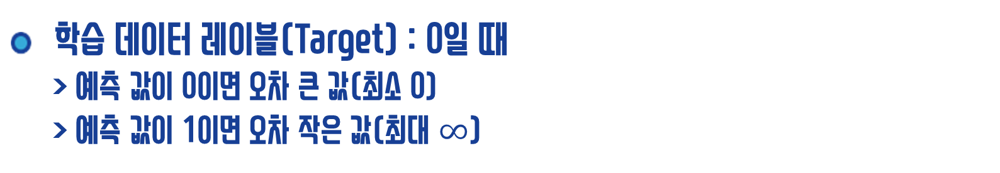 학습 데이터 레이블(Target) : 0일 때
> 예측 값이 0이면 오차 큰 값(최소 0)
> 예측 값이 1이면 오차 작은 값(최대 ∞)